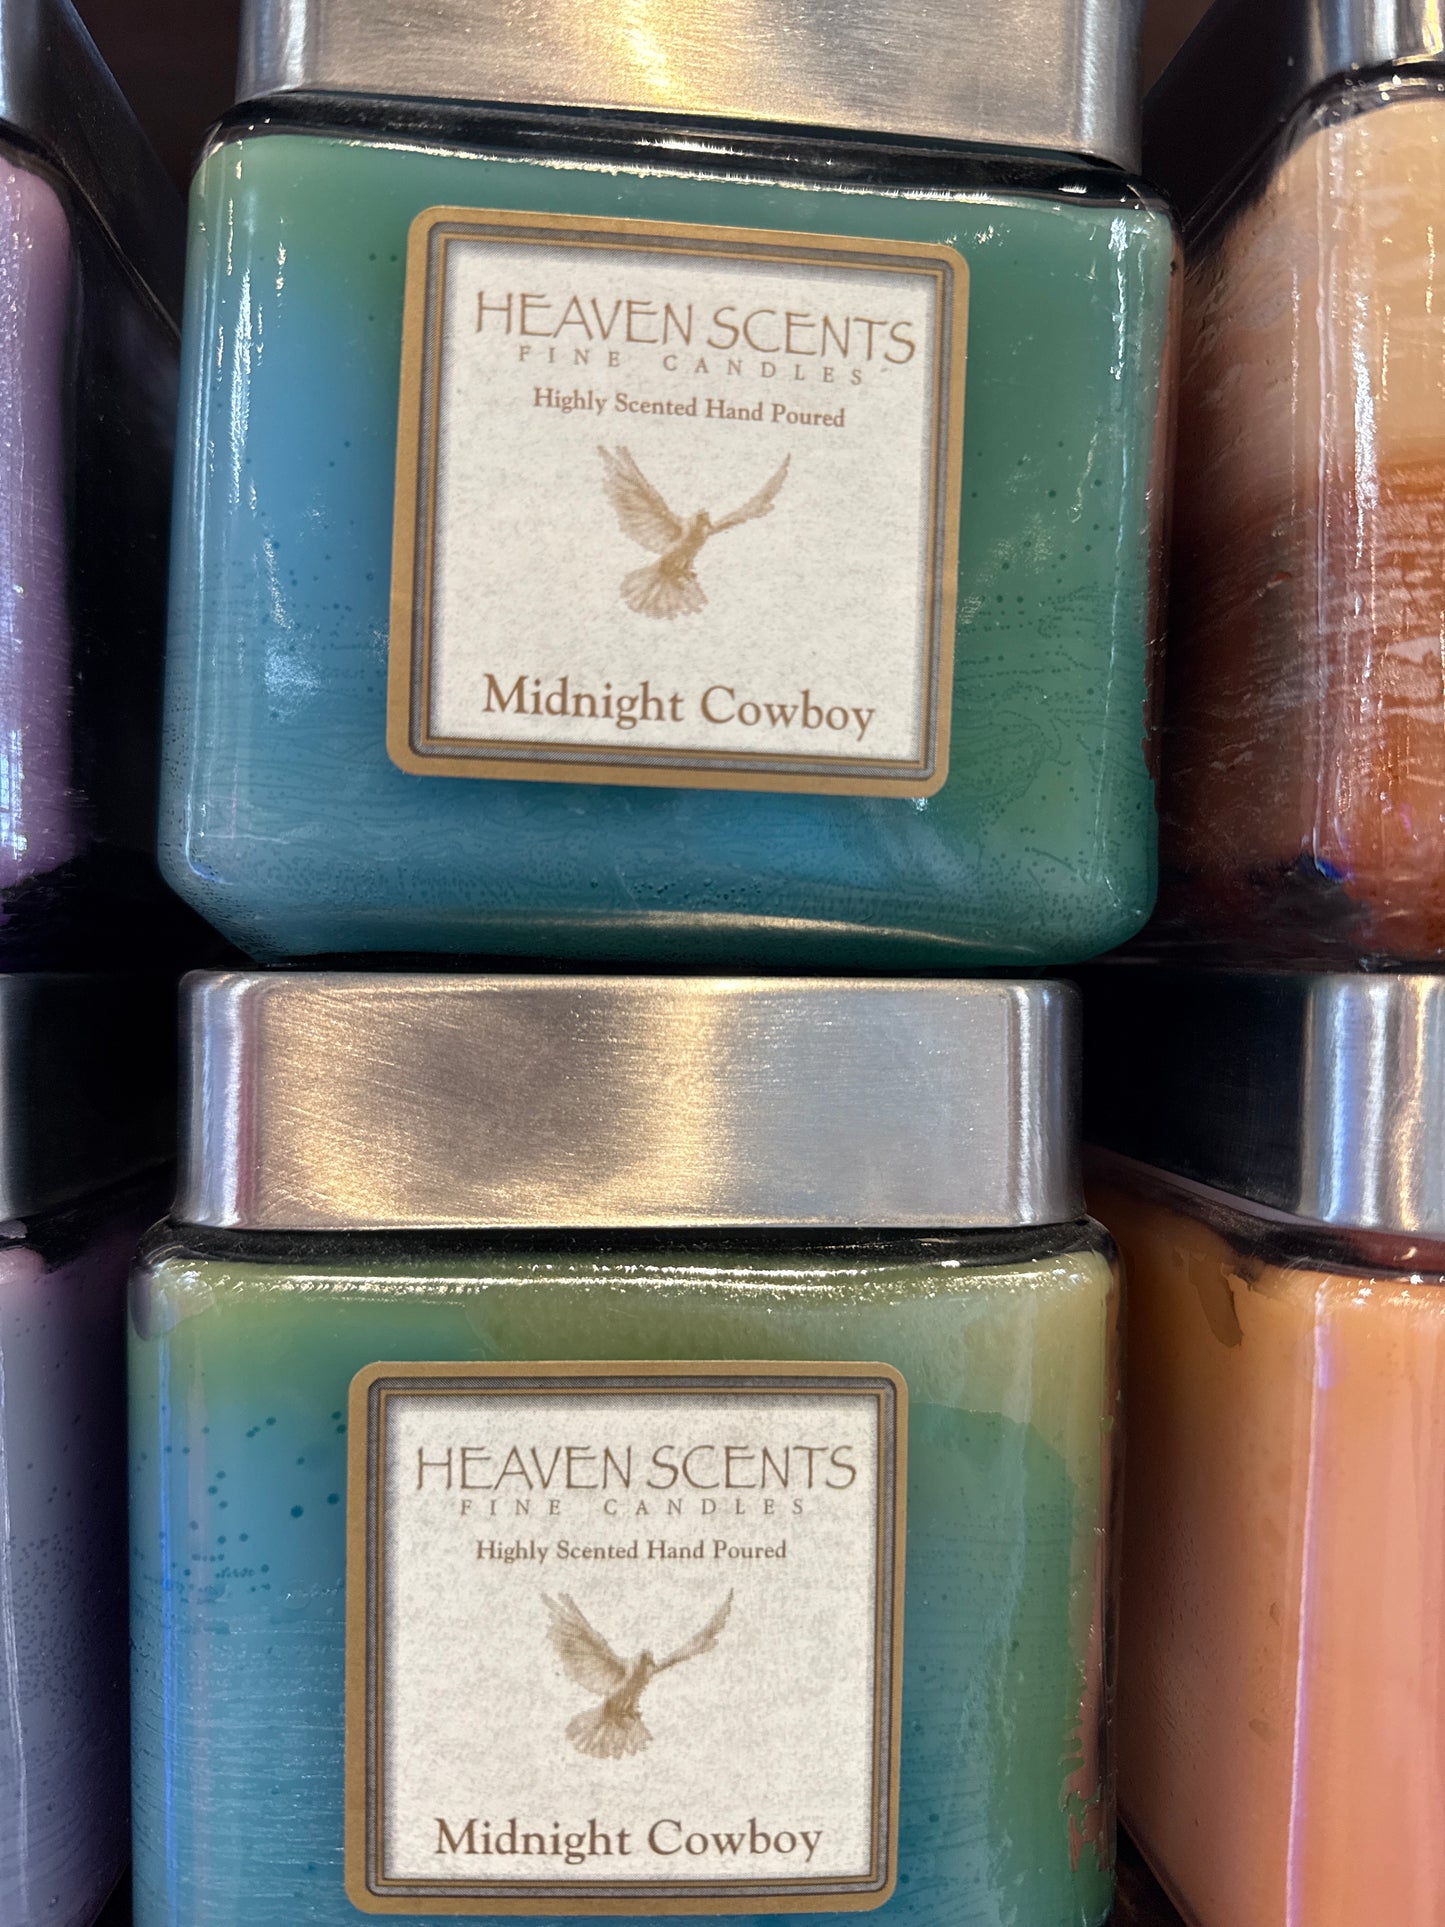 HEAVEN SCENTS
FINE CANDLES
Highly Scented Hand Poured
Midnight Cowboy
HEAVEN SCENTS
FINE CANDLES
Highly Scented Hand Poured
Midnight Cowboy